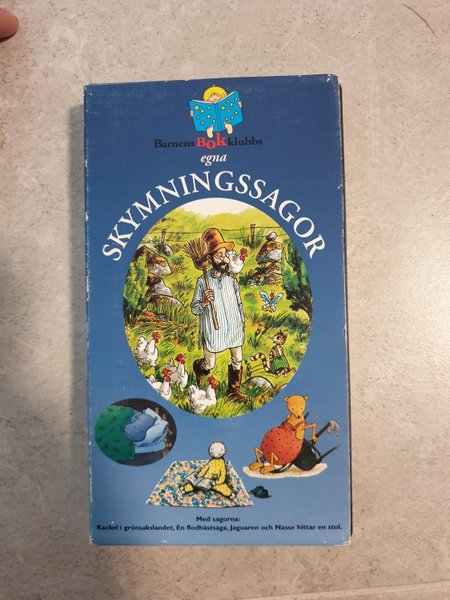 Barnens BOKklubbs
egna
SKYMNINGSSAGOR
Med sagorna:
Kackel i grönsakslandet, En flodhästsaga, Jaguaren och Nasse hittar en stol.